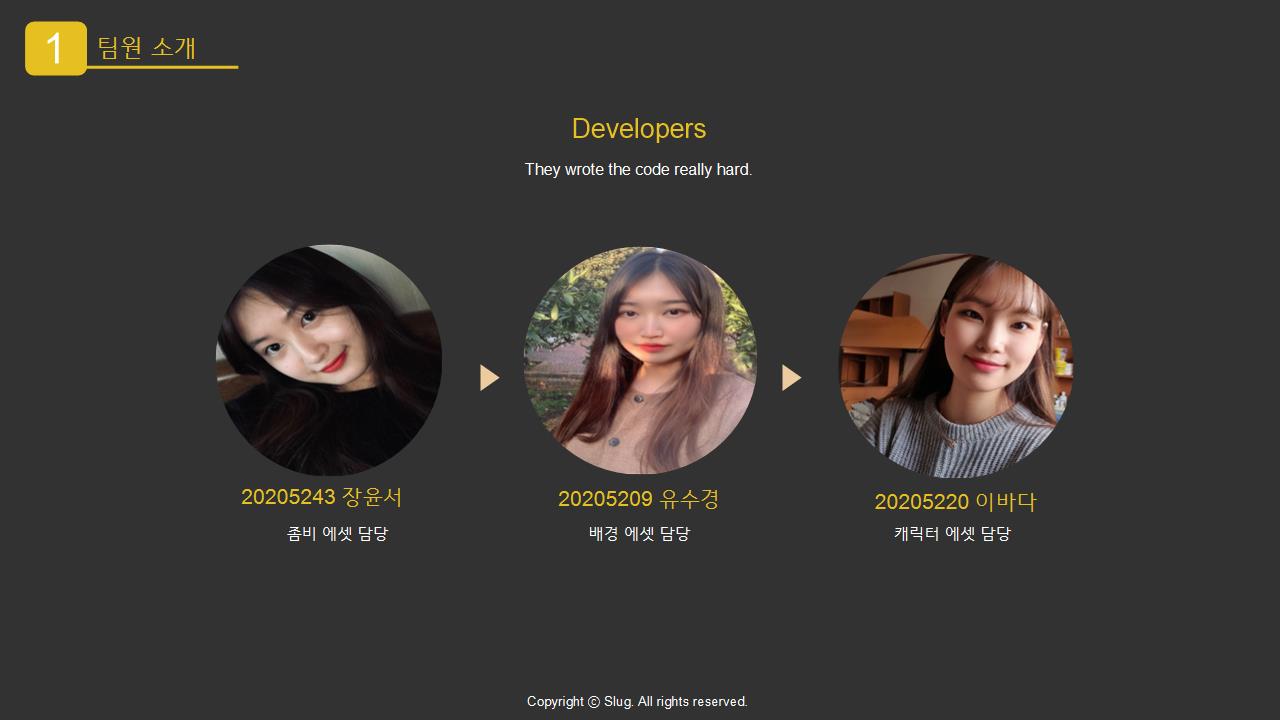 1 팀원 소개
Developers
They wrote the code really hard.
20205243 장윤서
좀비 에셋 담당
20205209 유수경
배경 에셋 담당
20205220 이바다
캐릭터 에셋 담당
Copyright ⓒ Slug. All rights reserved.